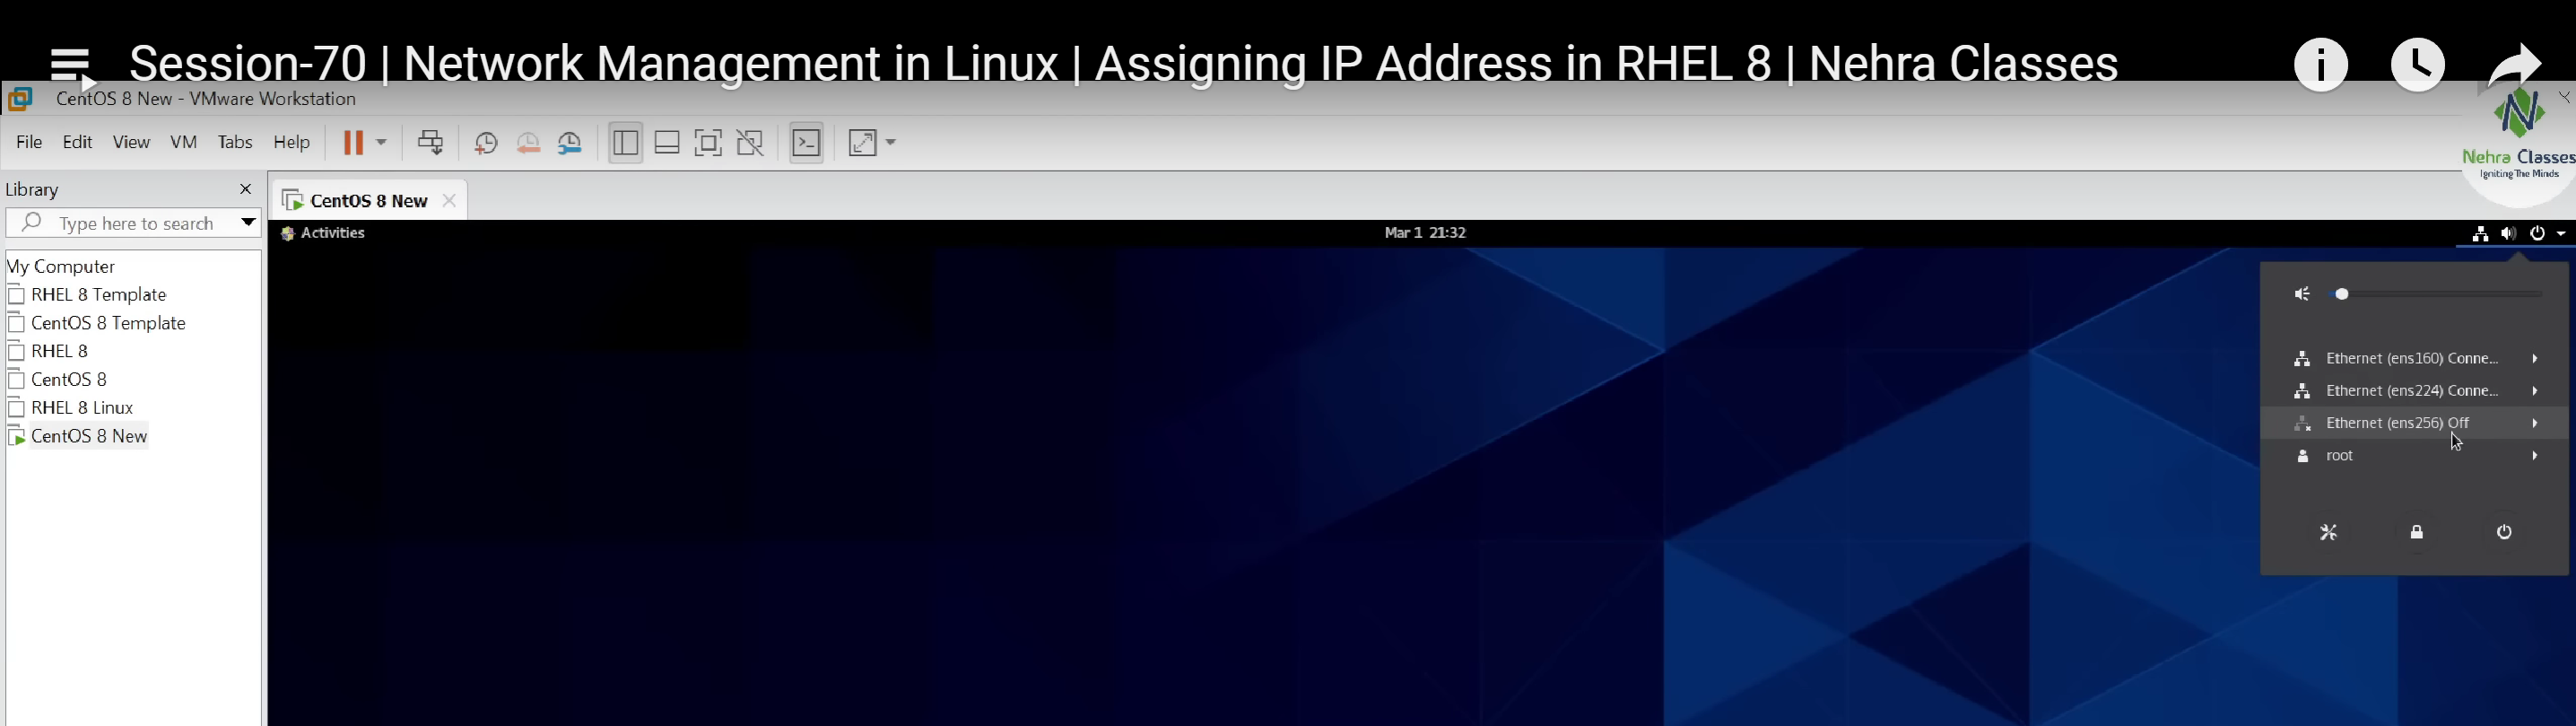 Session-70 | Network Management in Linux | Assigning IP Address in RHEL 8 | Nehra Classes
CentOS 8 New - VMware Workstation
File Edit View VM Tabs Help
Nehra Classes
Igniting The Minds
Library
CentOS 8 New
Type here to search
Activities
Mar 1 21:32
My Computer
RHEL 8 Template
CentOS 8 Template
RHEL 8
CentOS 8
RHEL 8 Linux
CentOS 8 New
Ethernet (ens160) Conne...
Ethernet (ens224) Conne...
Ethernet (ens256) Off
root